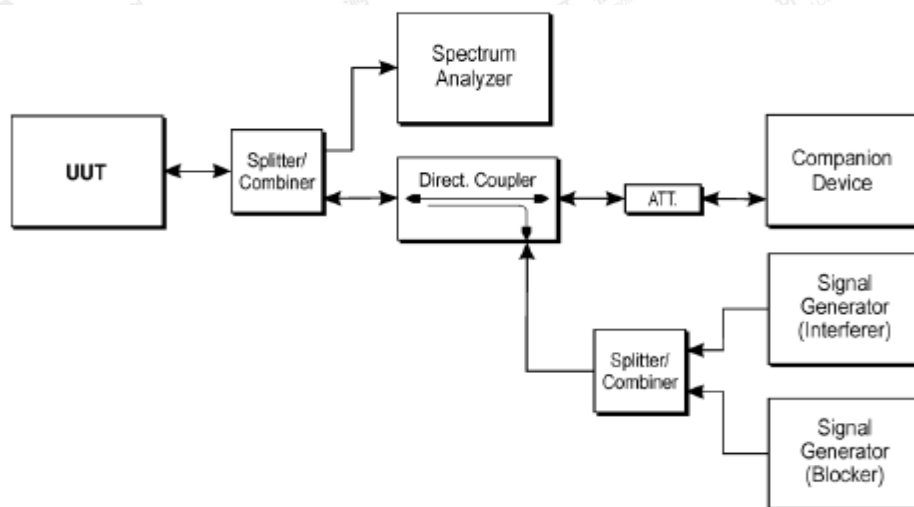 Spectrum
Analyzer
UUT
Splitter/
Combiner
Direct. Coupler
ATT.
Companion
Device
Signal
Generator
(Interferer)
Splitter/
Combiner
Signal
Generator
(Blocker)